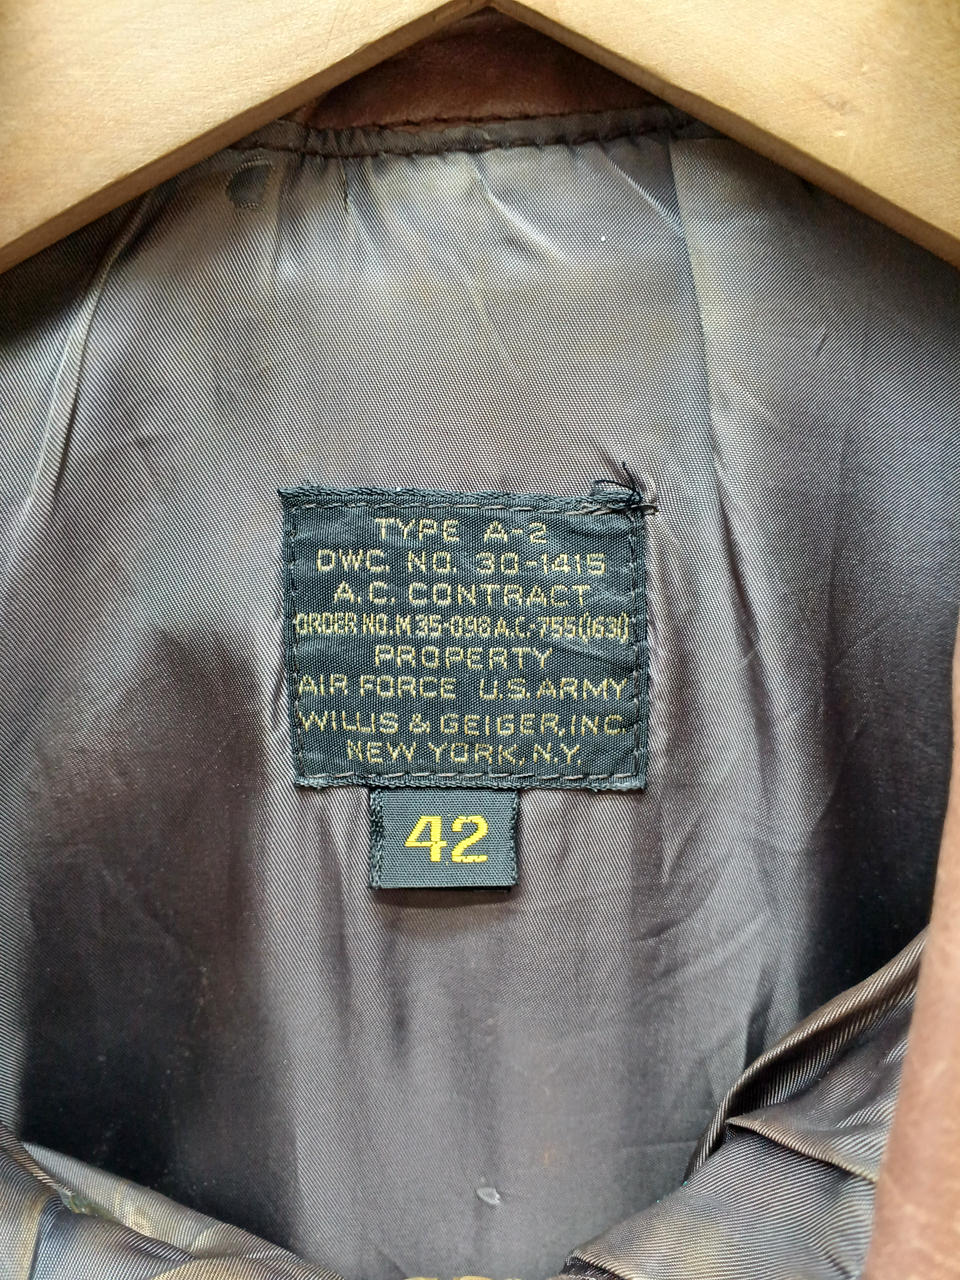 TYPE A-2
DWG. NO. 30-1415
A.C. CONTRACT
ORDER NO. M 35-098 A.C.-755(1631)
PROPERTY
AIR FORCE U.S. ARMY
WILLIS & GEIGER, INC
NEW YORK, N.Y.
42